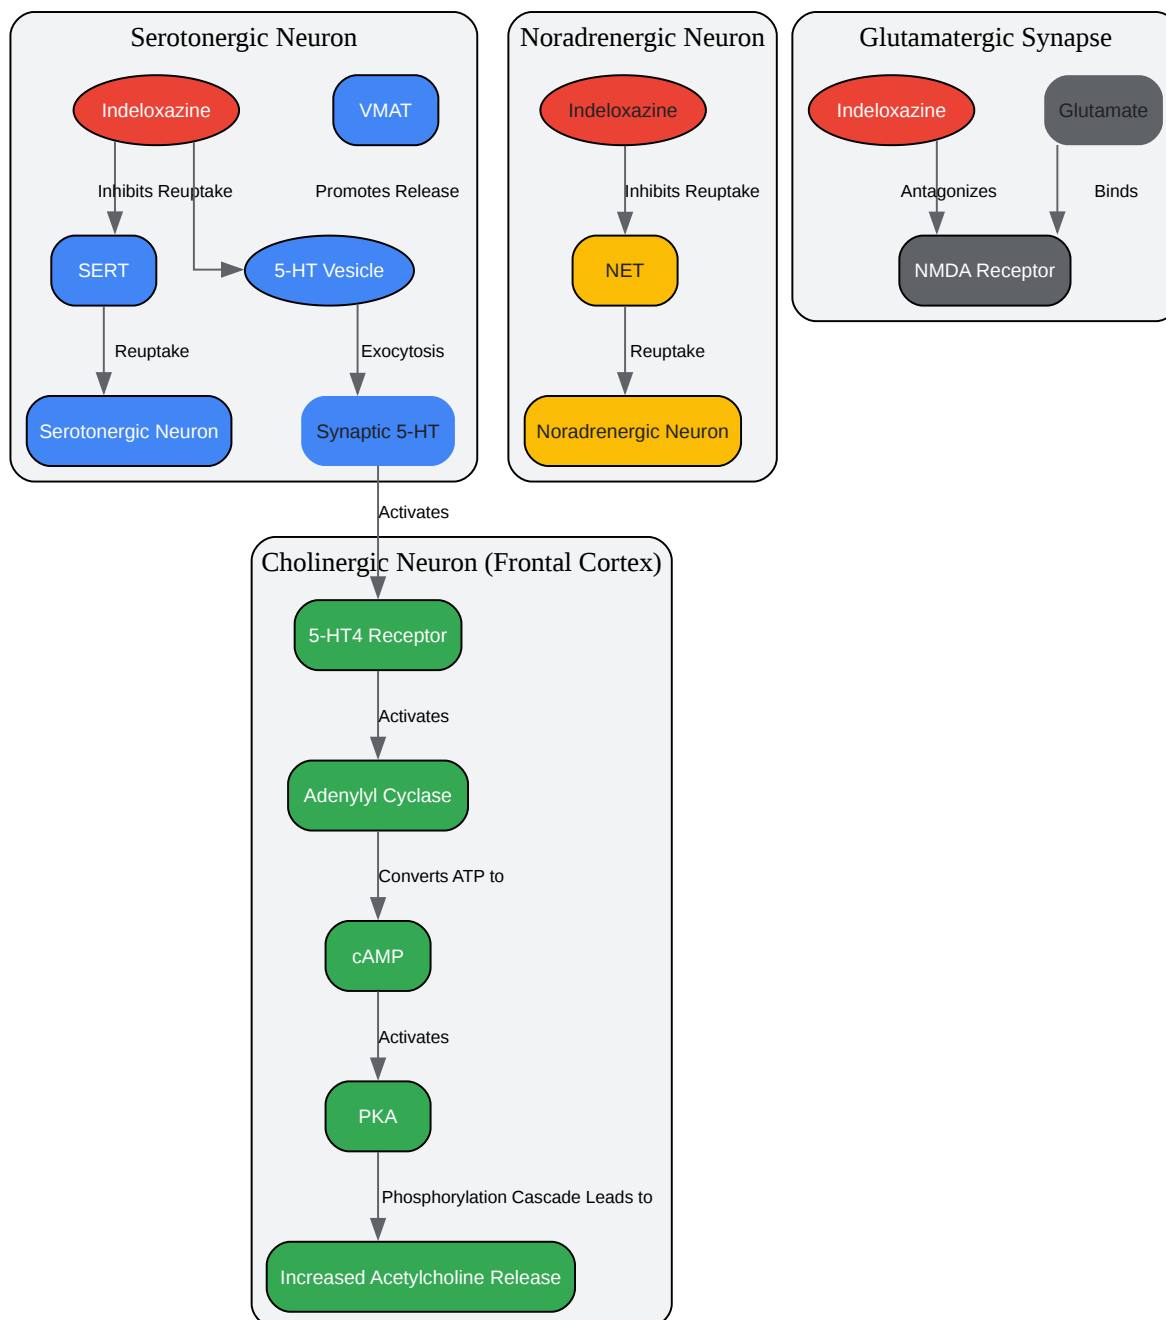 Serotonergic Neuron
Indeloxazine
VMAT
Inhibits Reuptake
Promotes Release
SERT
5-HT Vesicle
Reuptake
Exocytosis
Serotonergic Neuron
Synaptic 5-HT
Noradrenergic Neuron
Indeloxazine
Inhibits Reuptake
NET
Reuptake
Noradrenergic Neuron
Glutamatergic Synapse
Indeloxazine
Glutamate
Antagonizes
Binds
NMDA Receptor
Activates
Cholinergic Neuron (Frontal Cortex)
5-HT4 Receptor
Activates
Adenylyl Cyclase
Converts ATP to
cAMP
Activates
PKA
Phosphorylation Cascade Leads to
Increased Acetylcholine Release